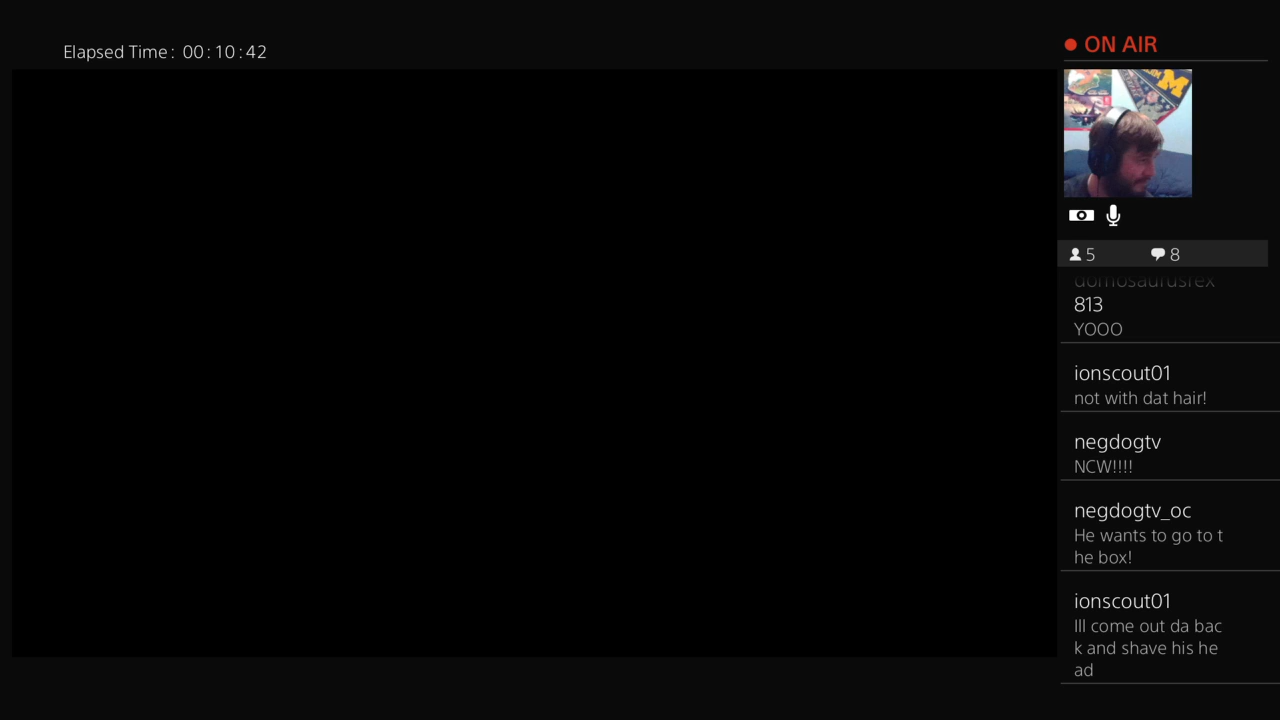 Elapsed Time: 00:10:42
ON AIR
M
5 8
domosaurusrex
813
YOOO
ionscout01
not with dat hair!
negdogtv
NCW!!!!
negdogtv_oc
He wants to go to t
he box!
ionscout01
Ill come out da bac
k and shave his he
ad